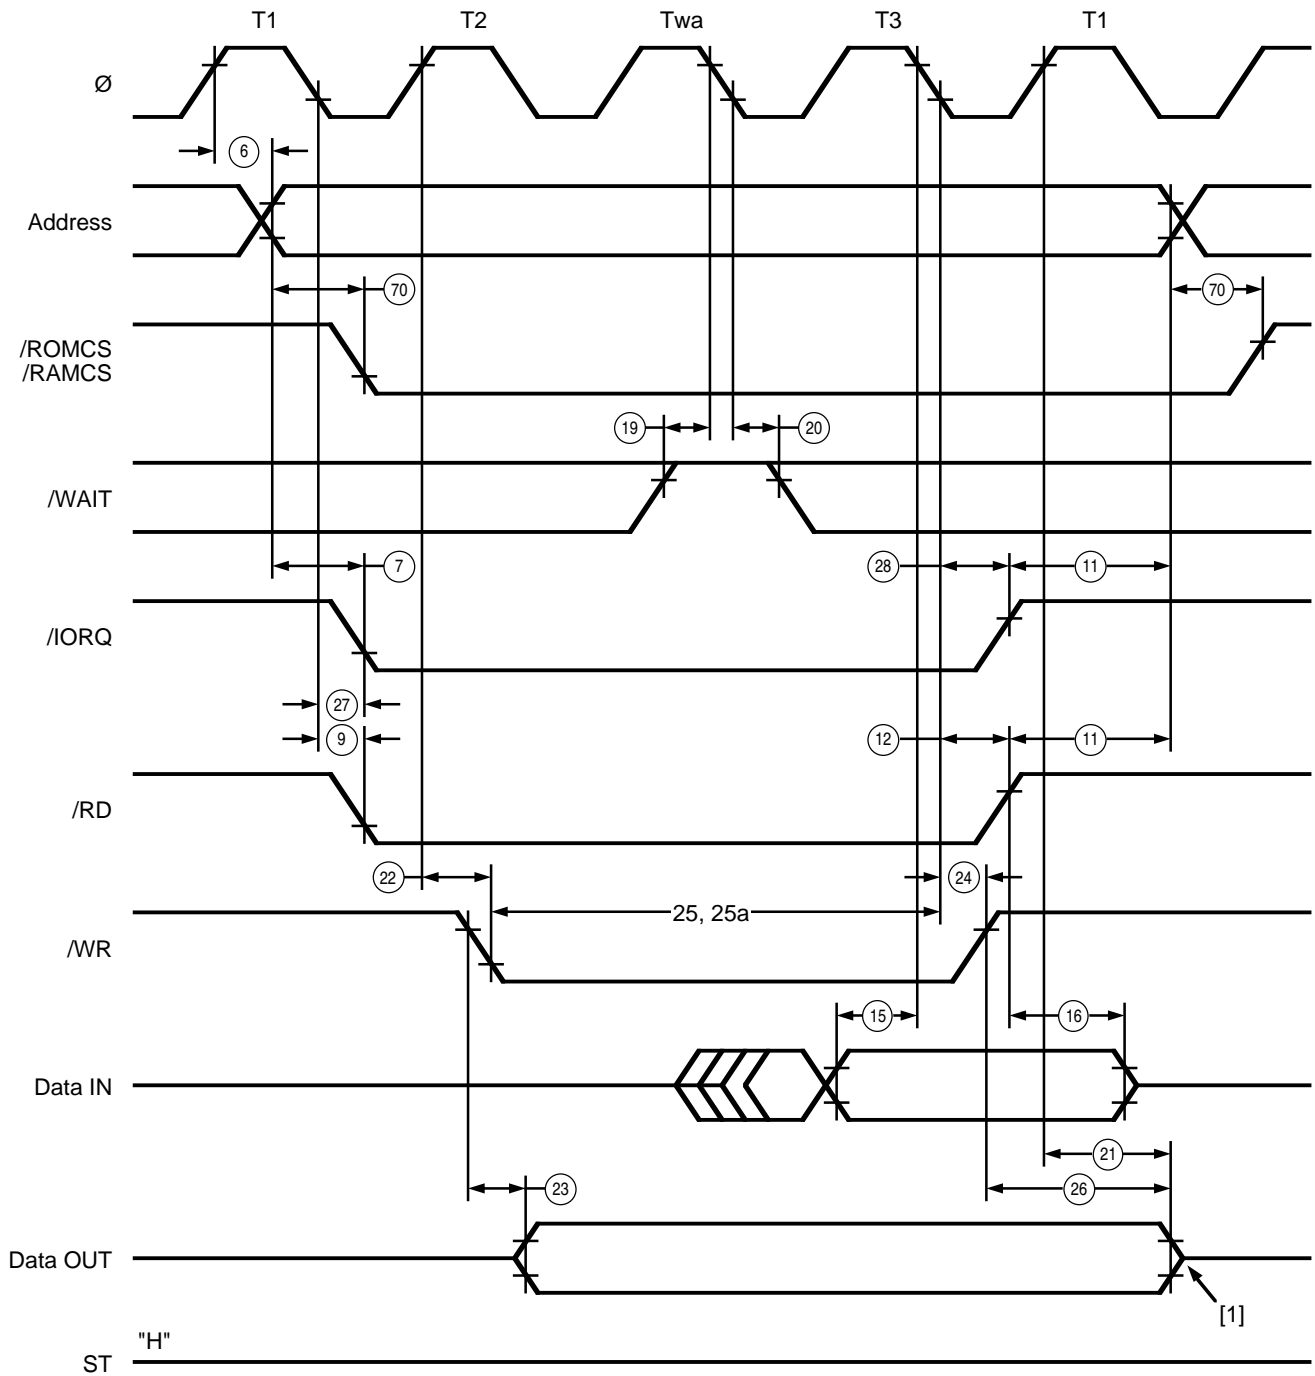 T1 T2 Twa T3 T1
Ø
6
Address
70 70
/ROMCS
/RAMCS
19 20
/WAIT
7 28 11
/IORQ
27
9 12 11
/RD
22 24
25, 25a
/WR
15 16
Data IN
21
23 26
Data OUT
[1]
"H"
ST